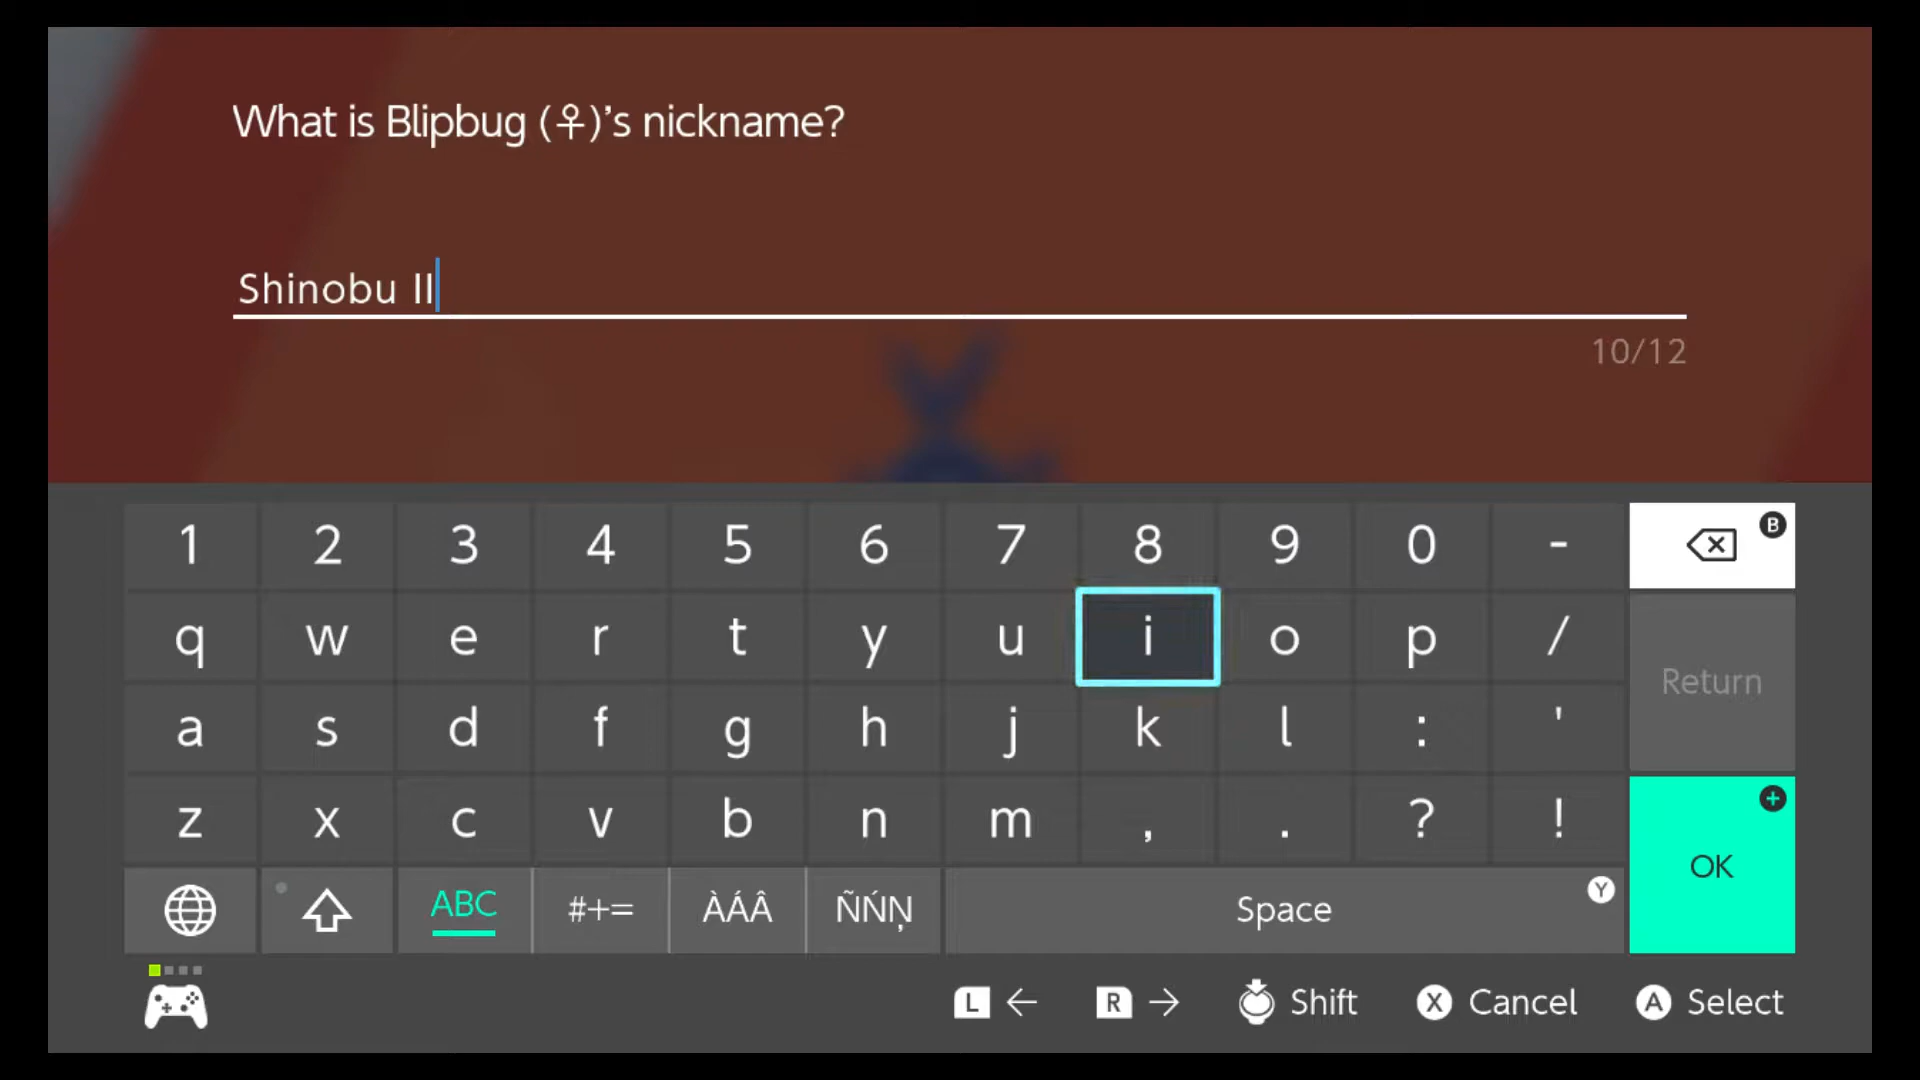 What is Blipbug (♀)'s nickname?
Shinobu II
10/12
1 2 3 4 5 6 7 8 9 0 - B
q w e r t y u i o p / Return
a s d f g h j k l : '
z x c v b n m , . ? ! + OK
ABC #+= ÀÁÂ ÑŃŅ Space Y
L ← R → Shift X Cancel A Select